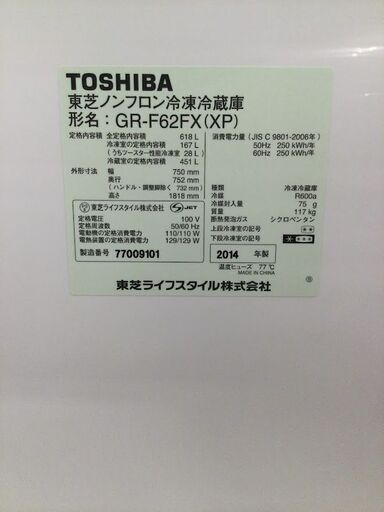 TOSHIBA
東芝ノンフロン冷凍冷蔵庫
形名：GR-F62FX(XP)
定格内容積 全定格内容積 618 L
冷凍室の定格内容積 167 L
(うちツースター性能冷凍室 28 L)
冷蔵室の定格内容積 451 L
外形寸法 幅 750 mm
奥行 752 mm
(ハンドル・調整脚除く 732 mm)
高さ 1818 mm
東芝ライフスタイル株式会社 S JET
定格電圧 100 V
定格周波数 50/60 Hz
電動機の定格消費電力 110/110 W
電熱装置の定格消費電力 129/129 W
製造番号 77009101
消費電力量 (JIS C 9801-2006年)
50Hz 250 kWh/年
60Hz 250 kWh/年
種類 冷凍冷蔵庫
冷媒 R600a
冷媒封入量 75 g
質量 117 kg
断熱発泡ガス シクロペンタン
上段冷凍室の記号 **
下段冷凍室の記号 * ***
2014 年製
温度ヒューズ 77℃
MADE IN CHINA
東芝ライフスタイル株式会社